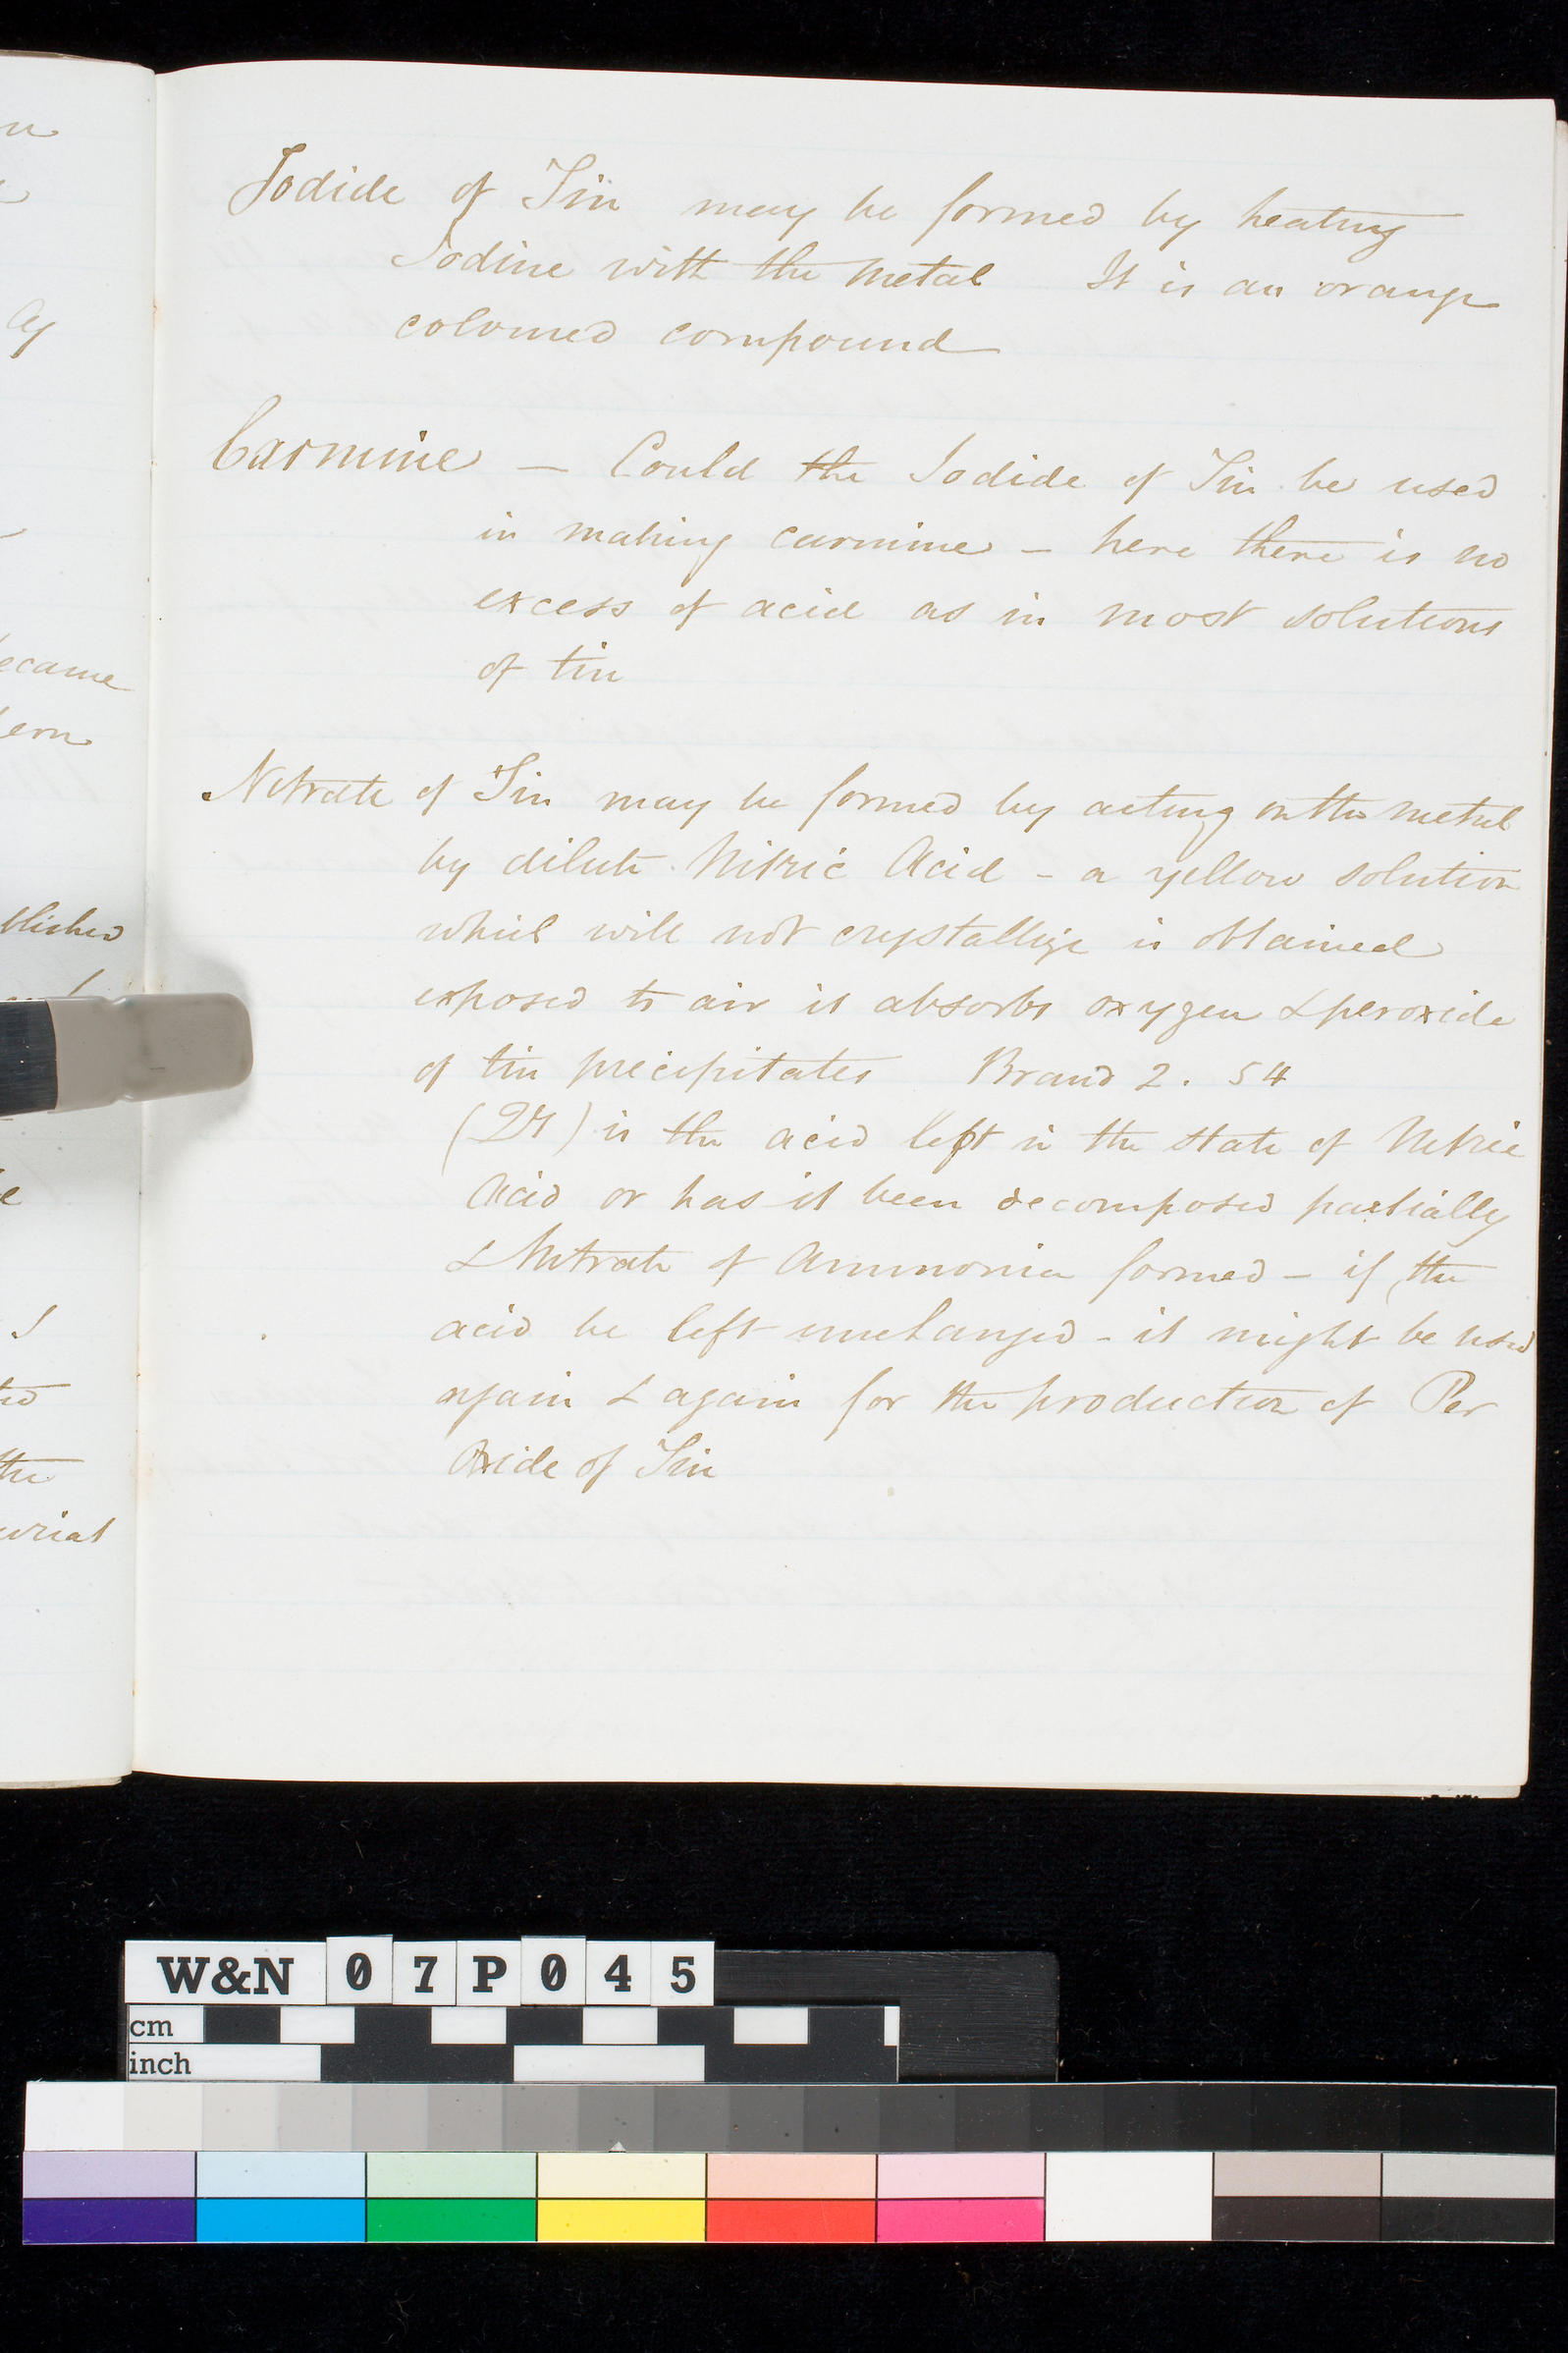 Iodide of Tin may be formed by heating
Iodine with the metal It is an orange
coloured compound
Carmine — Could the Iodide of Tin be used
in making carmine – here there is no
excess of acid as in most solutions
of tin
Nitrate of Tin may be formed by acting on the metal
by dilute Nitric Acid – a yellow solution
which will not crystallize is obtained
exposed to air it absorbs oxygen & peroxide
of tin precipitates Brand 2. 54
(Qy) is the acid left in the state of Nitric
Acid or has it been decomposed partially
& Nitrate of Ammonia formed – if the
acid be left unchanged – it might be used
again & again for the production of Per
Oxide of Tin
ecame
blished
the
W&N 07P045
cm
inch